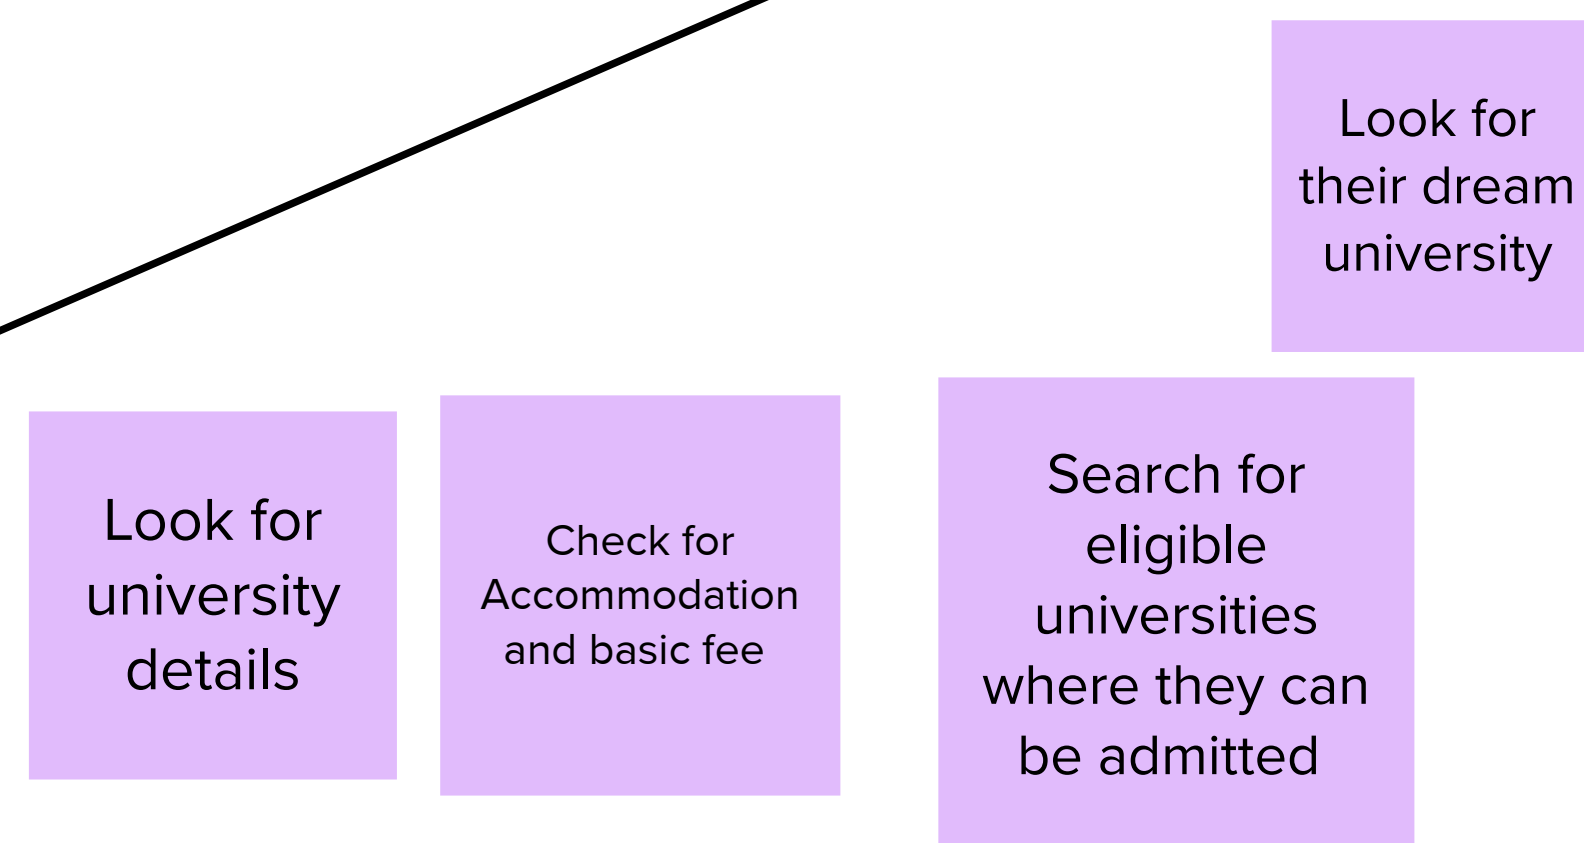 Look for
their dream
university
Look for
university
details
Check for
Accommodation
and basic fee
Search for
eligible
universities
where they can
be admitted